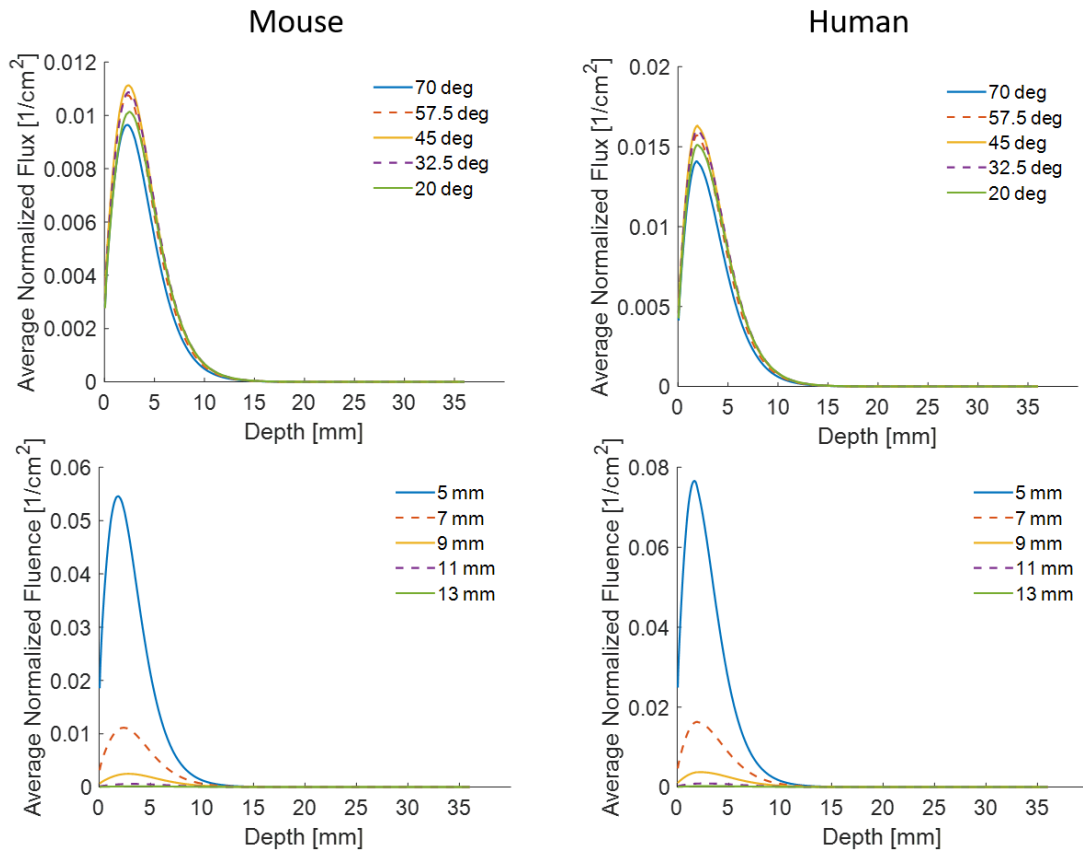 Mouse
Human
Average Normalized Flux [1/cm²]
0.012
0.01
0.008
0.006
0.004
0.002
0
0 5 10 15 20 25 30 35
Depth [mm]
70 deg
57.5 deg
45 deg
32.5 deg
20 deg
Average Normalized Flux [1/cm²]
0.02
0.015
0.01
0.005
0
0 5 10 15 20 25 30 35
Depth [mm]
70 deg
57.5 deg
45 deg
32.5 deg
20 deg
Average Normalized Fluence [1/cm²]
0.06
0.05
0.04
0.03
0.02
0.01
0
0 5 10 15 20 25 30 35
Depth [mm]
5 mm
7 mm
9 mm
11 mm
13 mm
Average Normalized Fluence [1/cm²]
0.08
0.06
0.04
0.02
0
0 5 10 15 20 25 30 35
Depth [mm]
5 mm
7 mm
9 mm
11 mm
13 mm